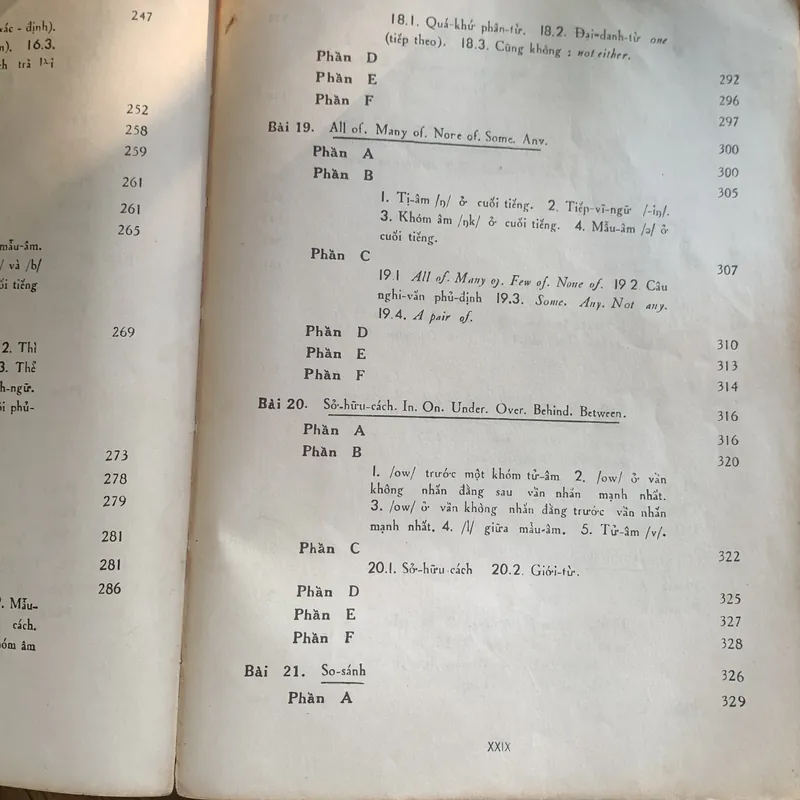 247
xác - định).
16.3.
252
258
259
261
261
265
mẫu-âm.
/ và /b/
tiếng
269
2. Thì
3. Thể
h-ngữ.
phủ-
273
278
279
281
281
286
Mẫu-
cách.
hóm âm
18.1. Quá-khứ phân-từ. 18.2. Đại-danh-từ one
(tiếp theo). 18.3. Cũng không : not either.
Phần D 292
Phần E 296
Phần F 297
Bài 19. All of. Many of. None of. Some. Any. 300
Phần A 300
Phần B 305
1. Tị-âm /ŋ/ ở cuối tiếng. 2. Tiếp-vĩ-ngữ /-iŋ/.
3. Khóm âm /ŋk/ ở cuối tiếng. 4. Mẫu-âm /ə/ ở
cuối tiếng.
Phần C 307
19.1 All of. Many of. Few of. None of. 19 2 Câu
nghi-vấn phủ-định 19.3. Some. Any. Not any.
19.4. A pair of.
Phần D 310
Phần E 313
Phần F 314
Bài 20. Sở-hữu-cách. In. On. Under. Over. Behind. Between. 316
Phần A 316
Phần B 320
1. /ow/ trước một khóm tử-âm 2. /ow/ ở vần
không nhấn đằng sau vần nhấn mạnh nhất.
3. /ow/ ở vần không nhấn đằng trước vần nhấn
mạnh nhất. 4. /l/ giữa mẫu-âm. 5. Tử-âm /v/.
Phần C 322
20.1. Sở-hữu-cách 20.2. Giới-từ.
Phần D 325
Phần E 327
Phần F 328
Bài 21. So-sánh 326
Phần A 329
XXIX